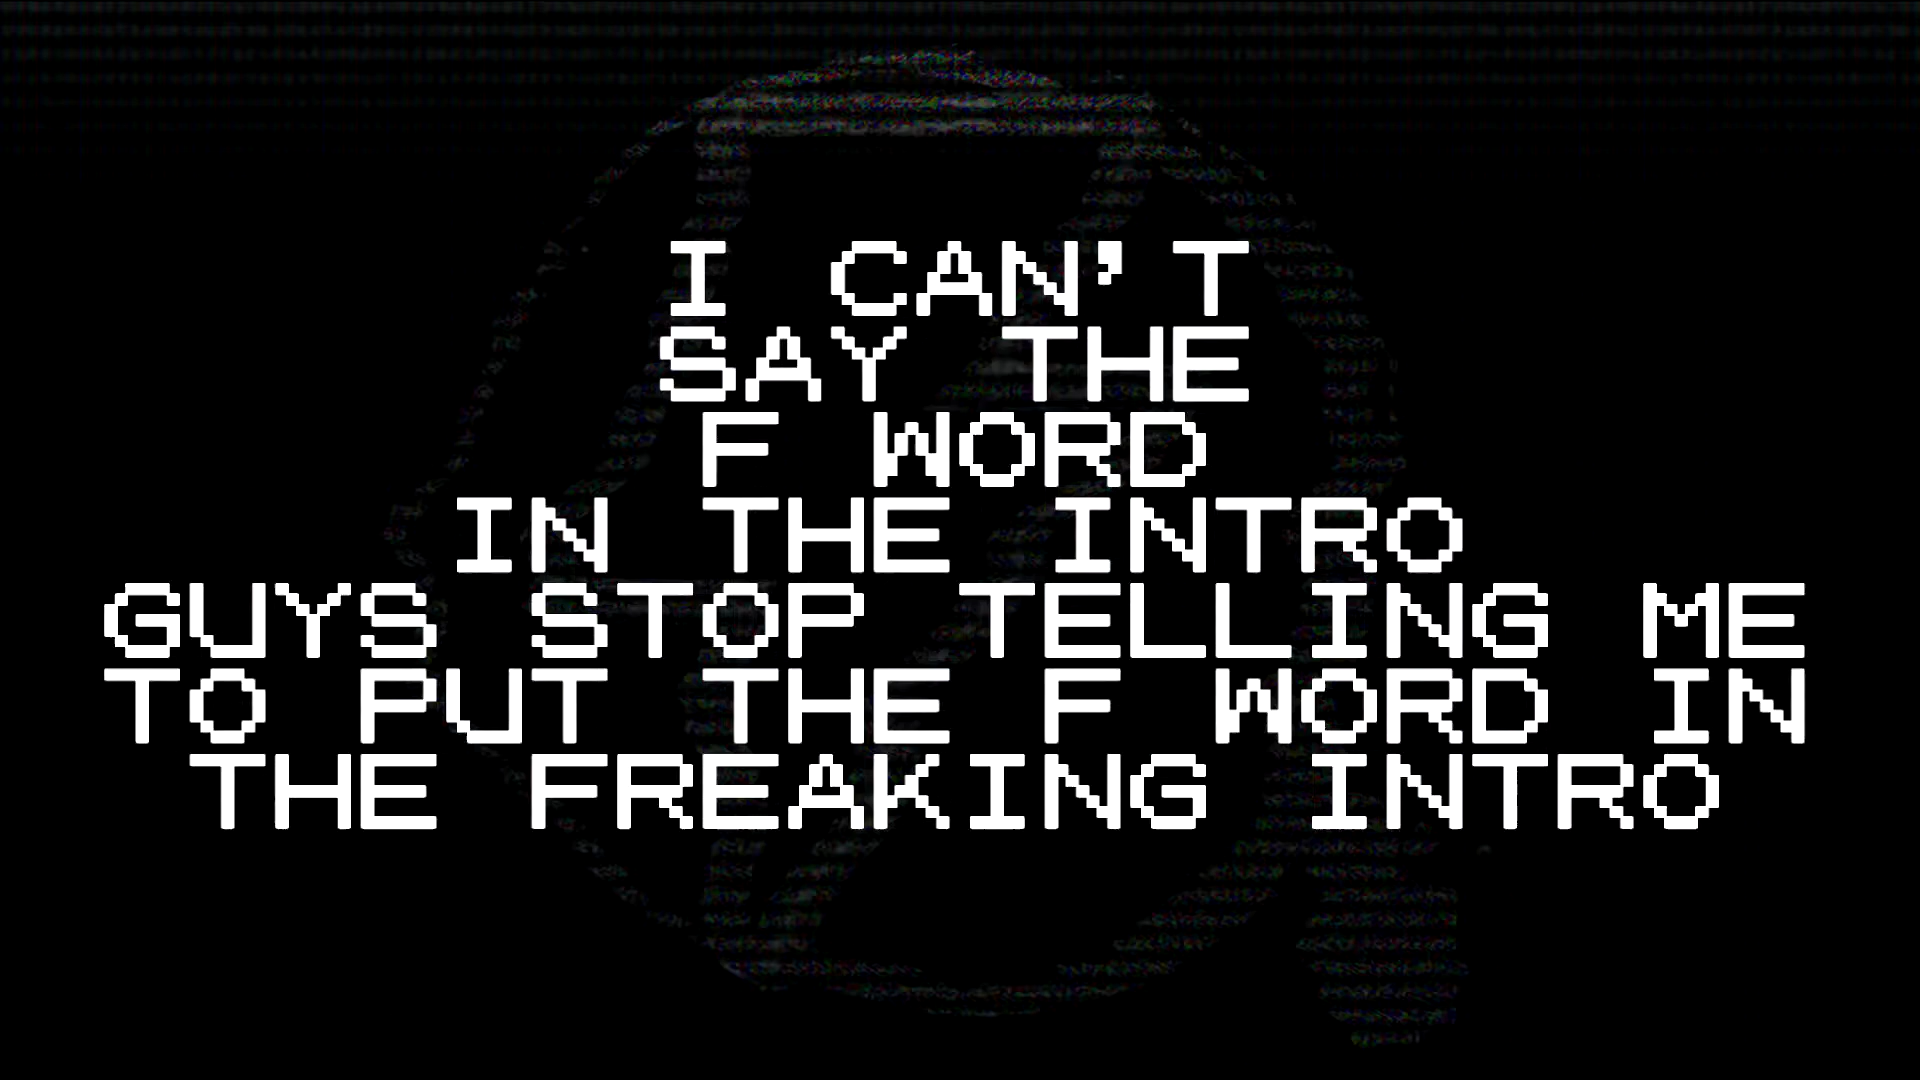 I CAN'T
SAY THE
F WORD
IN THE INTRO
GUYS STOP TELLING ME
TO PUT THE F WORD IN
THE FREAKING INTRO